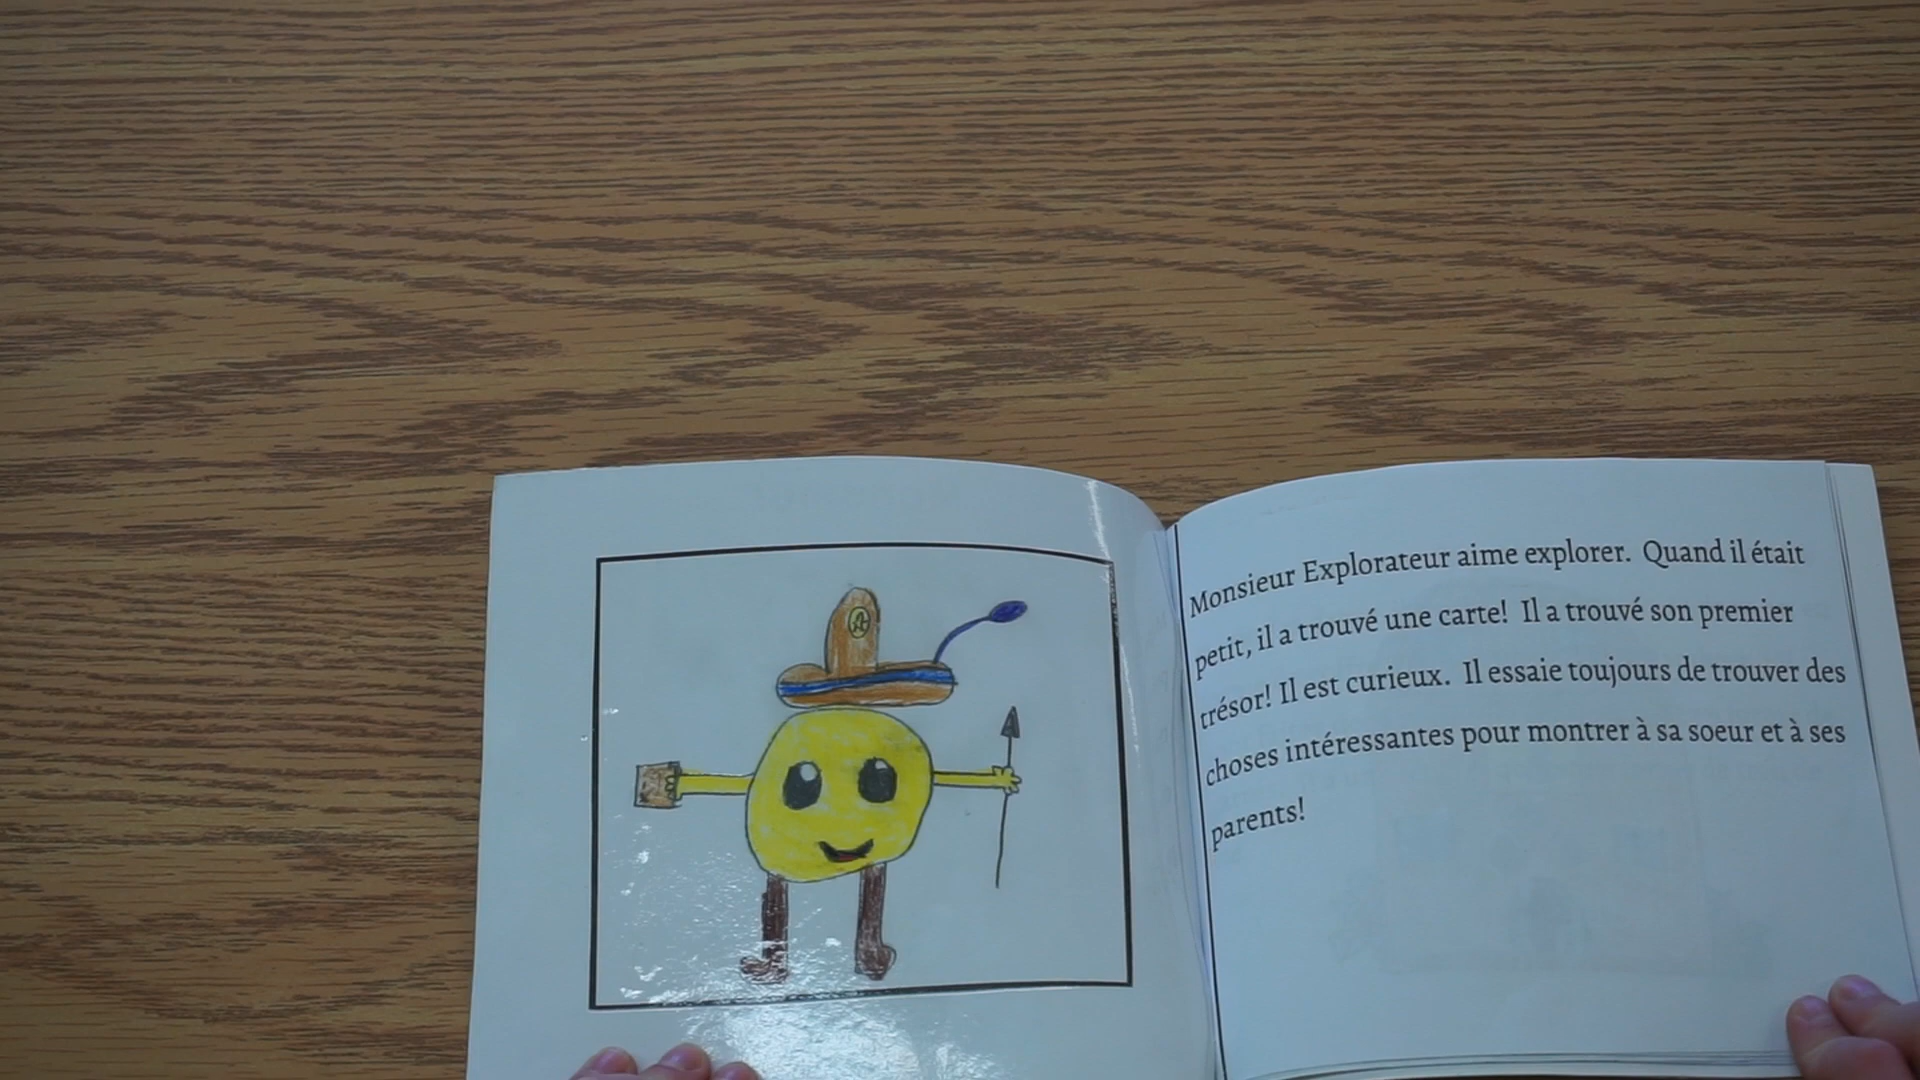 Monsieur Explorateur aime explorer. Quand il était
petit, il a trouvé une carte! Il a trouvé son premier
trésor! Il est curieux. Il essaie toujours de trouver des
choses intéressantes pour montrer à sa soeur et à ses
parents!